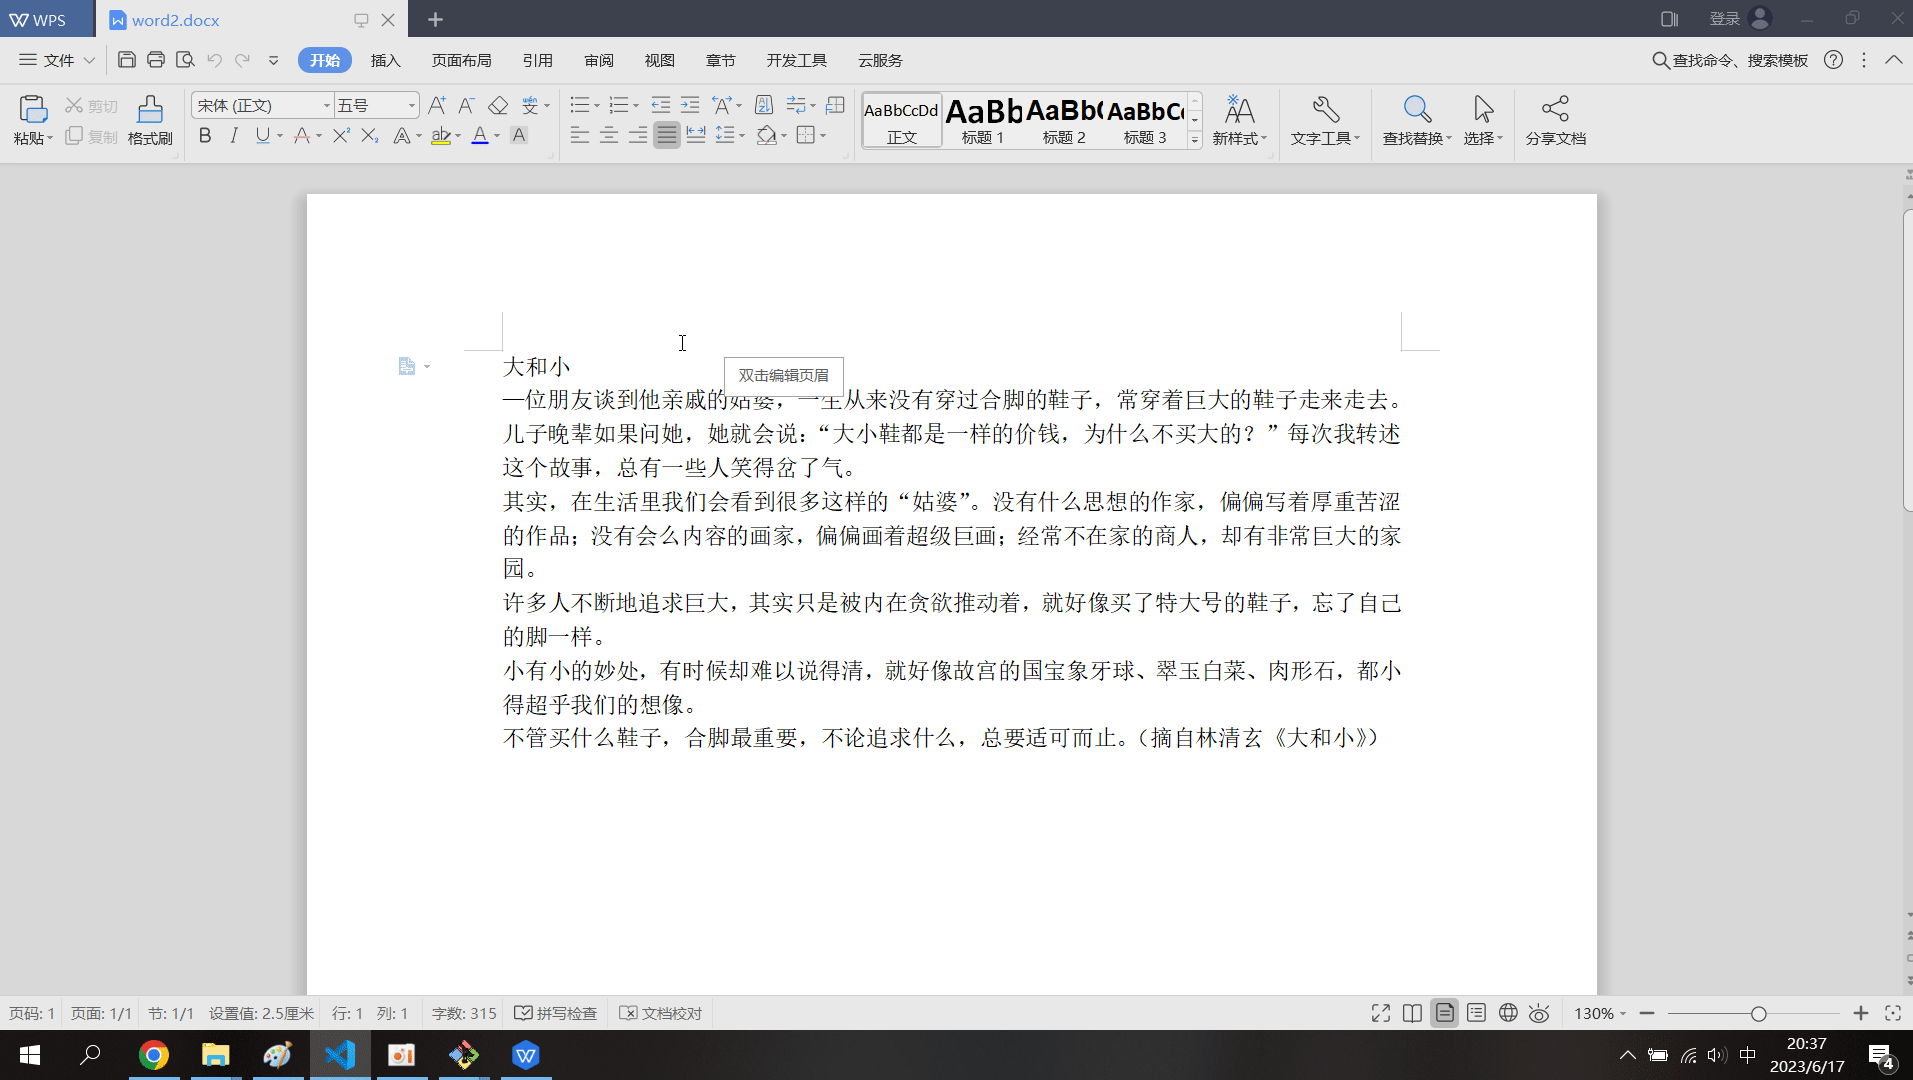 WPS
word2.docx
登录
文件
开始
插入
页面布局
引用
审阅
视图
章节
开发工具
云服务
查找命令、搜索模板
粘贴
剪切
复制
格式刷
宋体 (正文)
五号
AaBbCcDd
正文
AaBb
标题 1
AaBb(
标题 2
AaBbC
标题 3
新样式
文字工具
查找替换
选择
分享文档
大和小
双击编辑页眉
一位朋友谈到他亲戚的姑婆，一生从来没有穿过合脚的鞋子，常穿着巨大的鞋子走来走去。
儿子晚辈如果问她，她就会说：“大小鞋都是一样的价钱，为什么不买大的？”每次我转述
这个故事，总有一些人笑得岔了气。
其实，在生活里我们会看到很多这样的“姑婆”。没有什么思想的作家，偏偏写着厚重苦涩
的作品；没有会么内容的画家，偏偏画着超级巨画；经常不在家的商人，却有非常巨大的家
园。
许多人不断地追求巨大，其实只是被内在贪欲推动着，就好像买了特大号的鞋子，忘了自己
的脚一样。
小有小的妙处，有时候却难以说得清，就好像故宫的国宝象牙球、翠玉白菜、肉形石，都小
得超乎我们的想像。
不管买什么鞋子，合脚最重要，不论追求什么，总要适可而止。（摘自林清玄《大和小》）
页码: 1
页面: 1/1
节: 1/1
设置值: 2.5厘米
行: 1
列: 1
字数: 315
拼写检查
文档校对
130%
中
20:37
2023/6/17
4